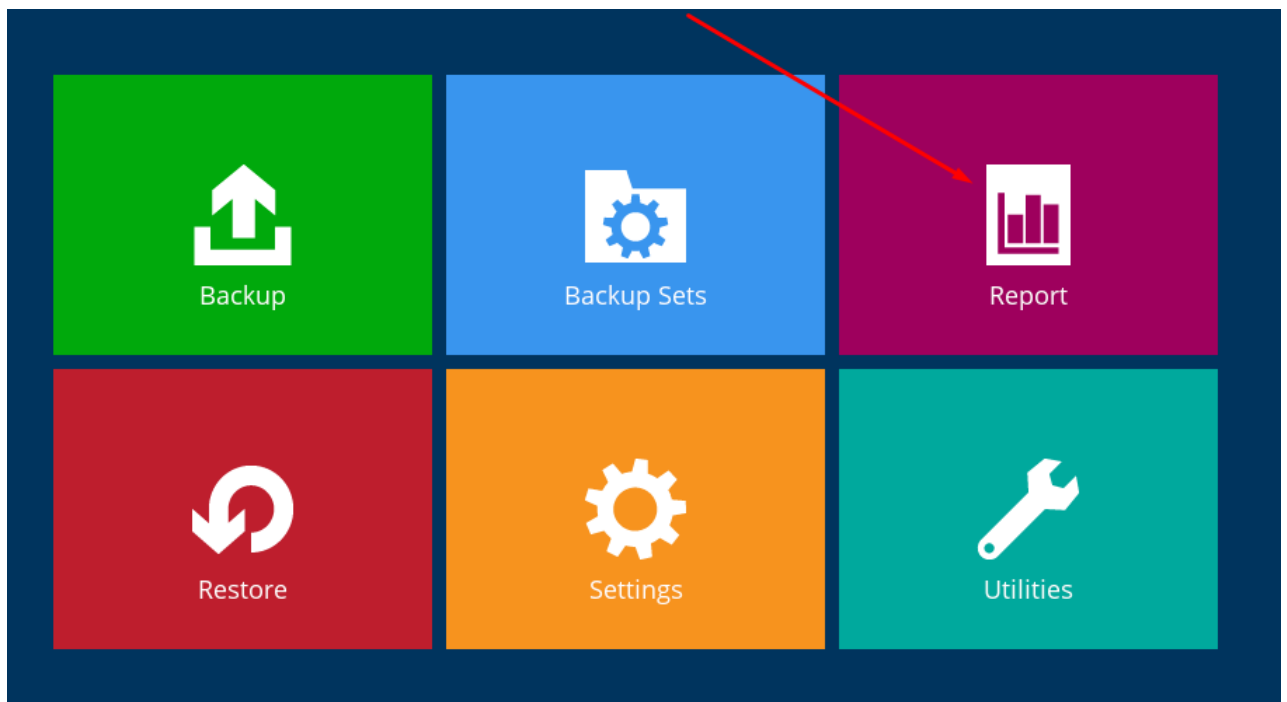 Backup
Backup Sets
Report
Restore
Settings
Utilities